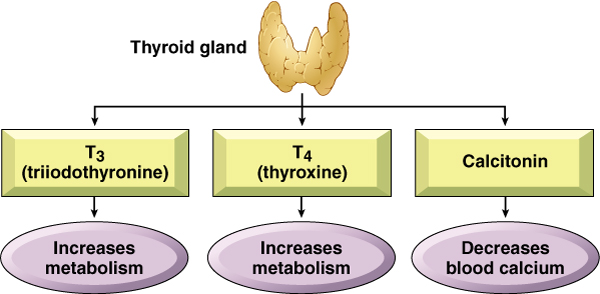 Thyroid gland
T3
(triiodothyronine)
T4
(thyroxine)
Calcitonin
Increases
metabolism
Increases
metabolism
Decreases
blood calcium